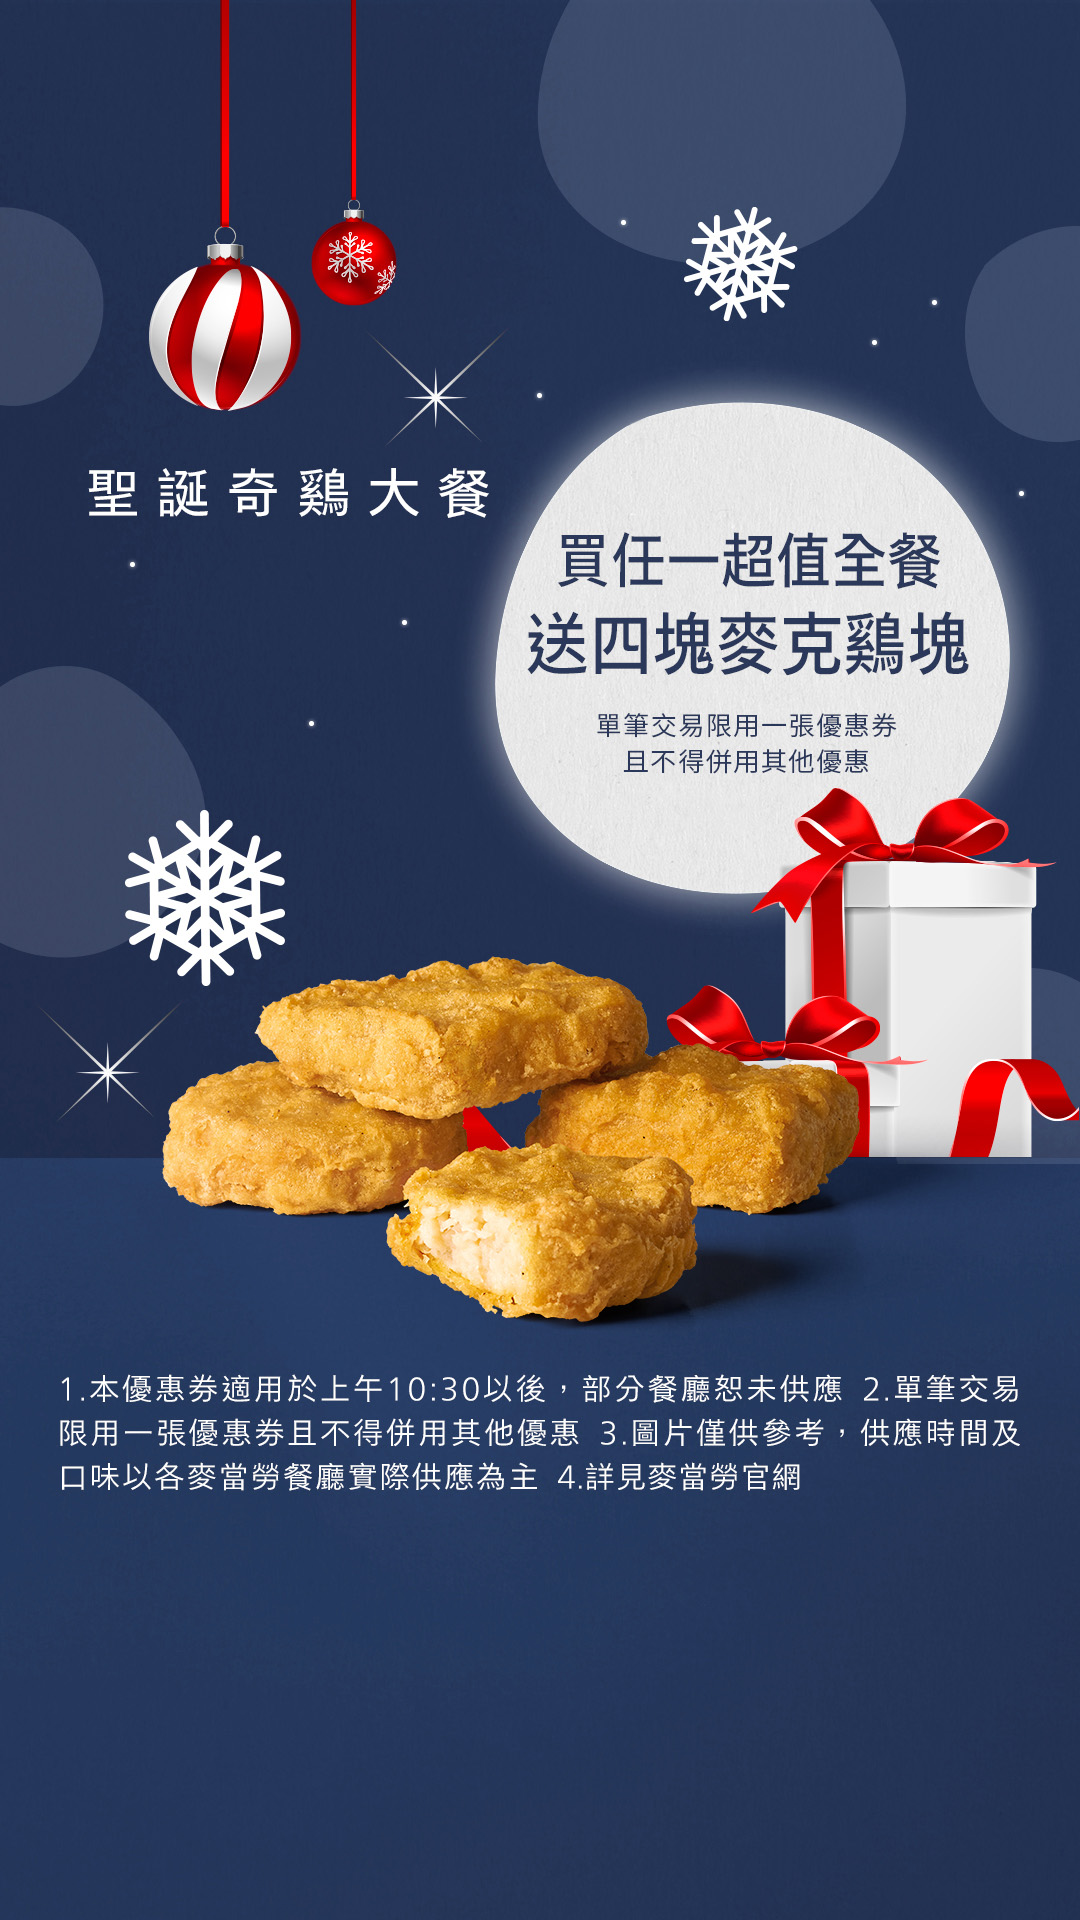 聖誕奇鷄大餐
買任一超值全餐
送四塊麥克鷄塊
單筆交易限用一張優惠券
且不得併用其他優惠
1.本優惠券適用於上午10:30以後，部分餐廳恕未供應 2.單筆交易
限用一張優惠券且不得併用其他優惠 3.圖片僅供參考，供應時間及
口味以各麥當勞餐廳實際供應為主 4.詳見麥當勞官網